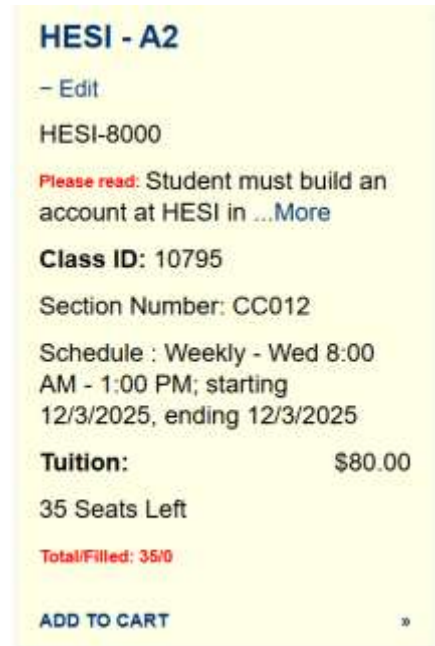 HESI - A2
− Edit
HESI-8000
Please read: Student must build an
account at HESI in ...More
Class ID: 10795
Section Number: CC012
Schedule : Weekly - Wed 8:00
AM - 1:00 PM; starting
12/3/2025, ending 12/3/2025
Tuition: $80.00
35 Seats Left
Total/Filled: 35/0
ADD TO CART »